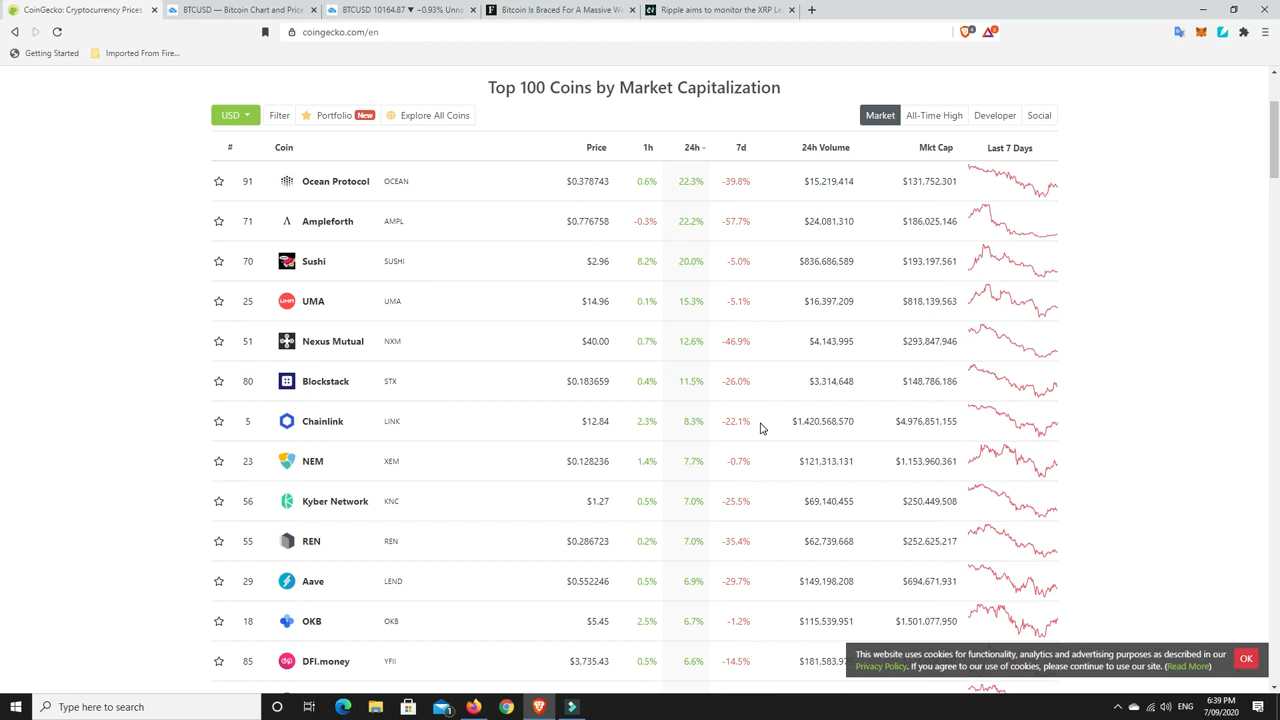 CoinGecko: Cryptocurrency Prices
BTCUSD — Bitcoin Chart and Price
BTCUSD 10164.87 ▼ −0.93% Unna
Bitcoin Is Braced For A Massive W
Ripple aims to monitor the XRP Le
coingecko.com/en
Getting Started
Imported From Fire...
Top 100 Coins by Market Capitalization
USD Filter Portfolio New Explore All Coins Market All-Time High Developer Social
# Coin Price 1h 24h 7d 24h Volume Mkt Cap Last 7 Days
91 Ocean Protocol OCEAN $0.378743 0.6% 22.3% -39.8% $15,219,414 $131,752,301
71 Ampleforth AMPL $0.776758 -0.3% 22.2% -57.7% $24,081,310 $186,025,146
70 Sushi SUSHI $2.96 8.2% 20.0% -5.0% $836,686,589 $193,197,561
25 UMA UMA $14.96 0.1% 15.3% -5.1% $16,397,209 $818,139,563
51 Nexus Mutual NXM $40.00 0.7% 12.6% -46.9% $4,143,995 $293,847,946
80 Blockstack STX $0.183659 0.4% 11.5% -26.0% $3,314,648 $148,786,186
5 Chainlink LINK $12.84 2.3% 8.3% -22.1% $1,420,568,570 $4,976,851,155
23 NEM XEM $0.128236 1.4% 7.7% -0.7% $121,313,131 $1,153,960,361
56 Kyber Network KNC $1.27 0.5% 7.0% -25.5% $69,140,455 $250,449,508
55 REN REN $0.286723 0.2% 7.0% -35.4% $62,739,668 $252,625,217
29 Aave LEND $0.552246 0.5% 6.9% -29.7% $149,198,208 $694,671,931
18 OKB OKB $5.45 2.5% 6.7% -1.2% $115,539,951 $1,501,077,950
85 DFI.money YFII $3,735.43 0.5% 6.6% -14.5% $181,583,97
This website uses cookies for functionality, analytics and advertising purposes as described in our
Privacy Policy. If you agree to our use of cookies, please continue to use our site. (Read More)
OK
Type here to search
ENG
6:39 PM
7/09/2020